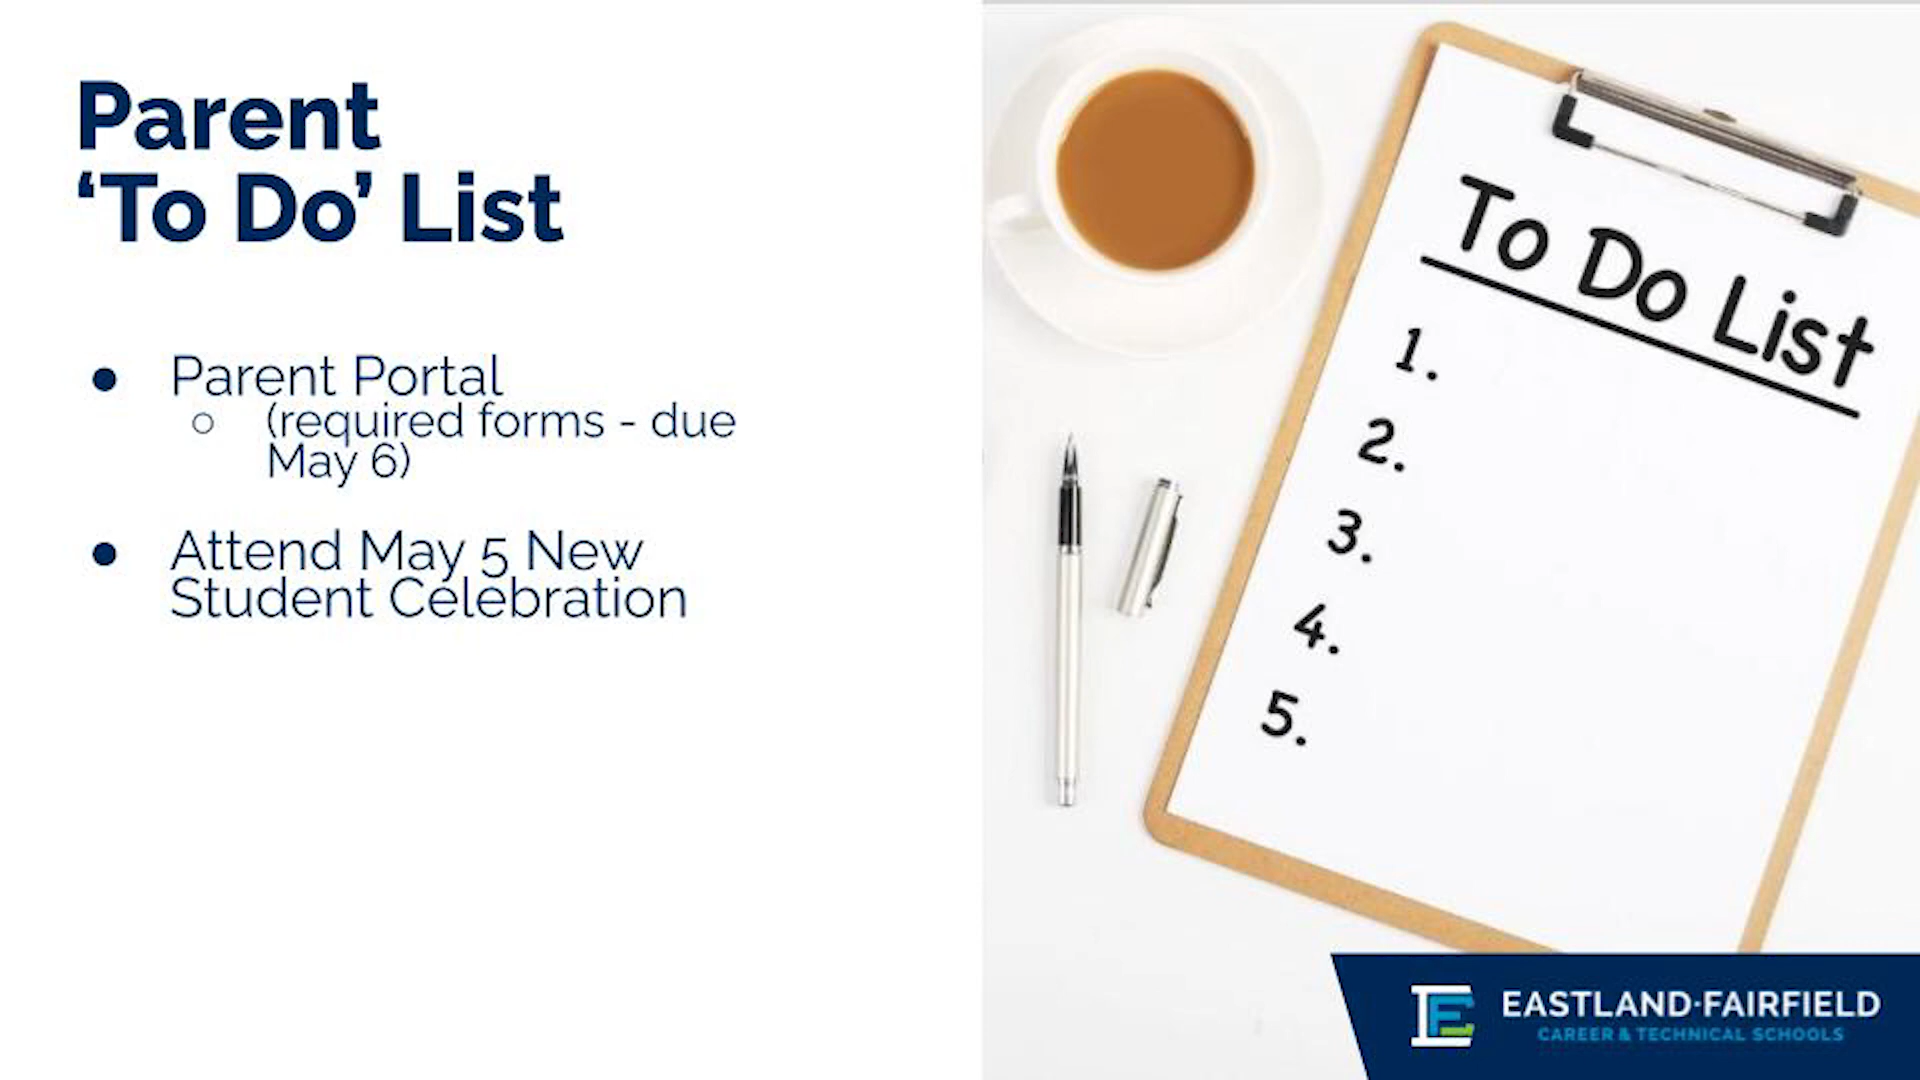 Parent
‘To Do’ List
● Parent Portal
○ (required forms - due
May 6)
● Attend May 5 New
Student Celebration
To Do List
1.
2.
3.
4.
5.
EASTLAND·FAIRFIELD
CAREER & TECHNICAL SCHOOLS